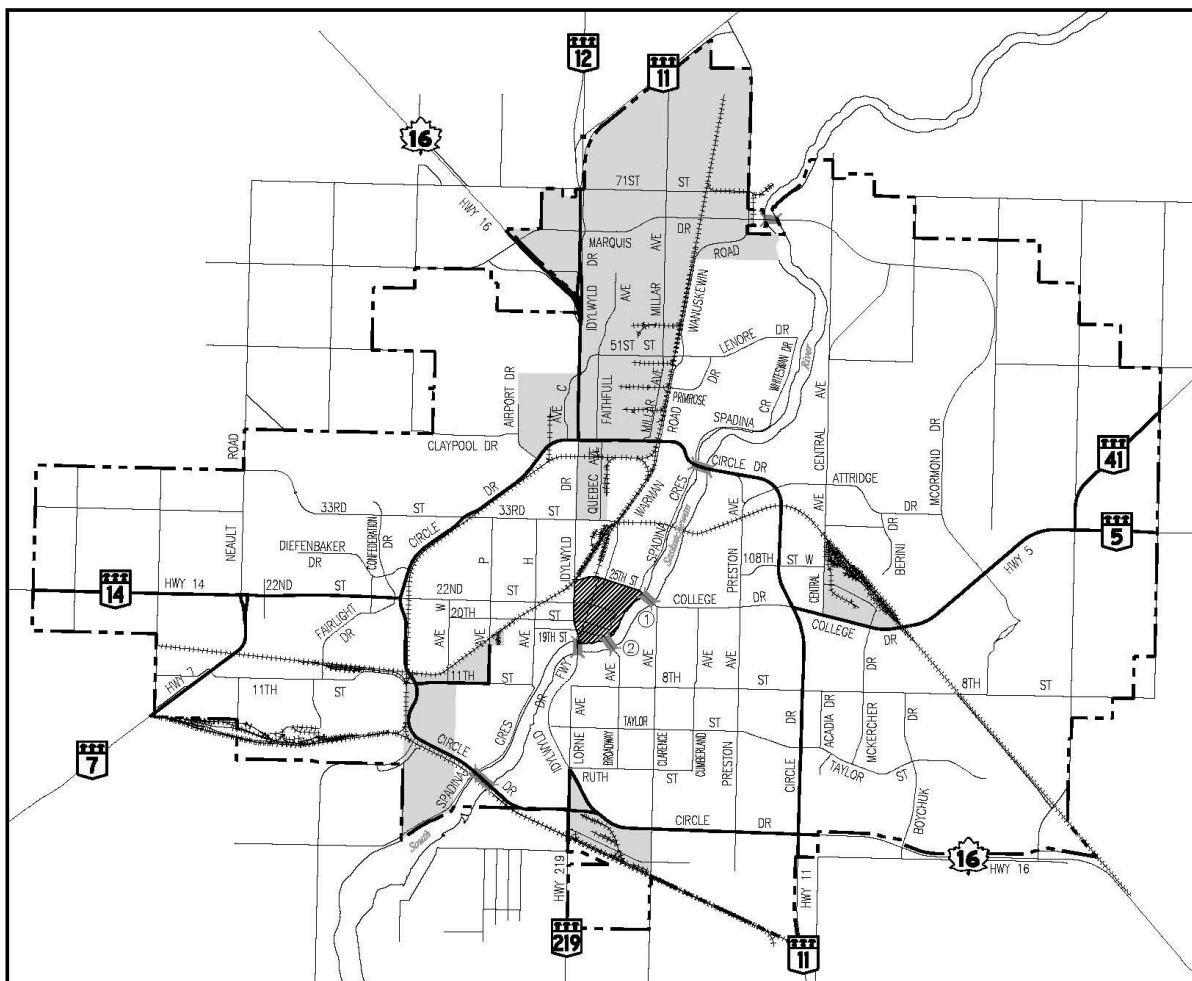 12
11
16
HWY 16
71ST ST
MARQUIS DR
ROAD
IDYLWYLD DR
AVE
MILLAR AVE
WANUSKEWIN
51ST ST
LENORE DR
WHITESWAN DR
River
AIRPORT DR
AVE C
FAITHFULL
MILLAR AVE
PRIMROSE DR
ROAD
SPADINA CR
CENTRAL AVE
MCORMOND DR
41
ROAD
CLAYPOOL DR
CIRCLE DR
ATTRIDGE DR
QUEBEC AVE
DR
WARMAN
SPADINA CRES
Saskatchewan
33RD ST
33RD ST
CIRCLE DR
NEAULT
CONFEDERATION DR
DIEFENBAKER DR
P
H
IDYLWYLD
PRESTON AVE
108TH ST W
CENTRAL AVE
BERINI DR
HWY 5
5
14
HWY 14
22ND ST
22ND ST
25TH ST
COLLEGE DR
COLLEGE DR
FAIRLIGHT DR
W
20TH ST
19TH ST
AVE
AVE
AVE
1
2
HWY 7
11TH ST
11TH ST
FWY
AVE
AVE
AVE
AVE
8TH ST
8TH ST
7
CIRCLE DR
SPADINA CRES
IDYLWYLD DR
LORNE AVE
BROADWAY
TAYLOR ST
CLARENCE
CUMBERLAND
PRESTON
CIRCLE DR
ACADIA DR
MCKERCHER DR
BOYCHUK DR
TAYLOR ST
RUTH ST
CIRCLE DR
South
HWY 219
219
HWY 11
11
16
HWY 16